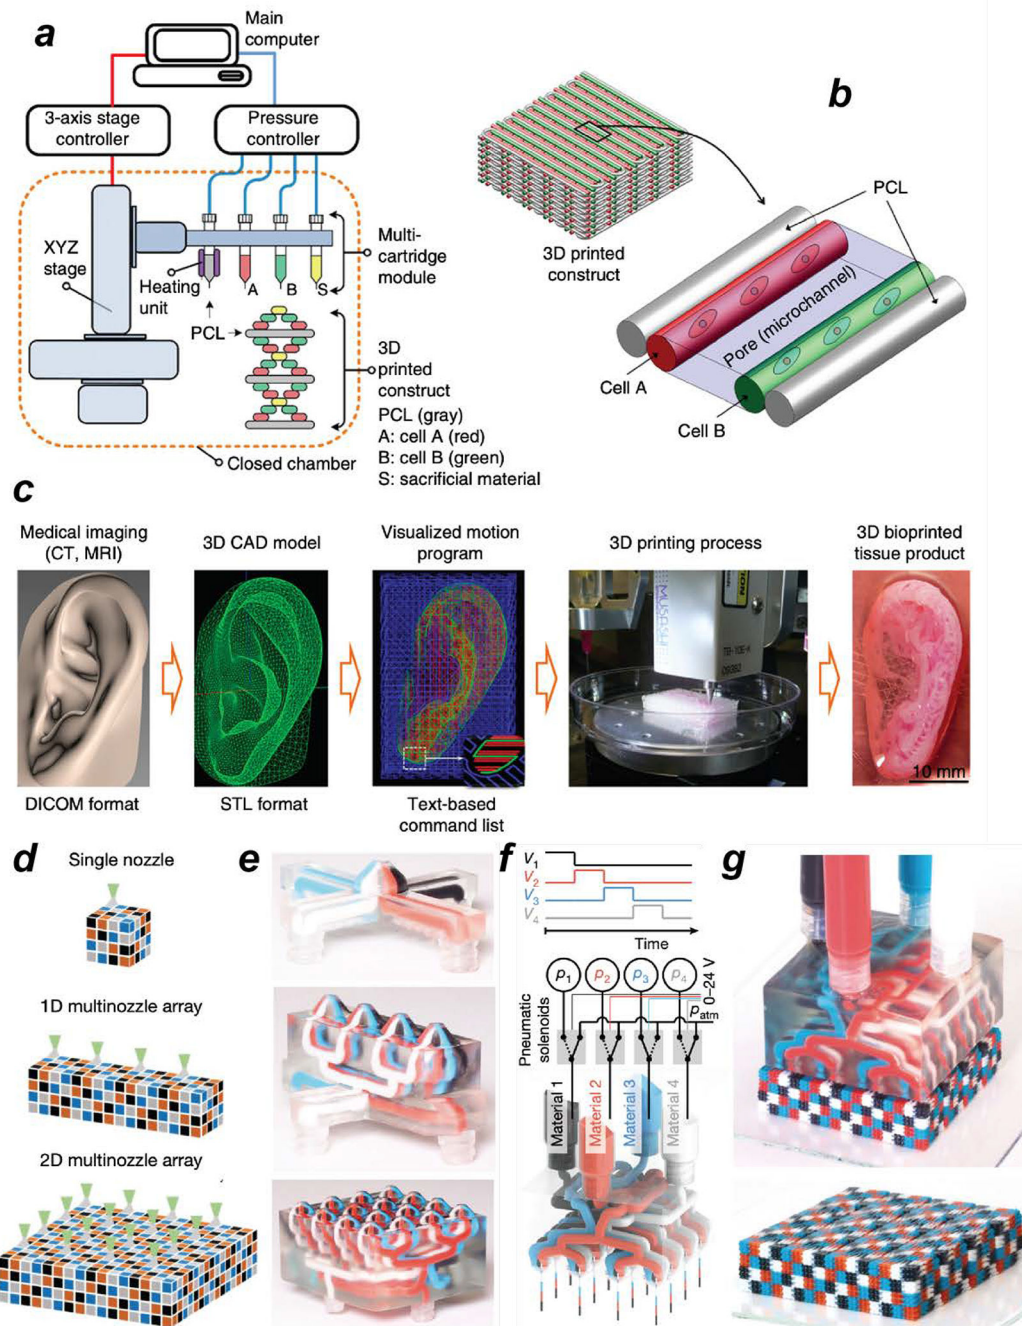 a
Main
computer
3-axis stage
controller
Pressure
controller
XYZ
stage
Heating
unit
A
B
S
PCL
Multi-
cartridge
module
3D
printed
construct
PCL (gray)
A: cell A (red)
B: cell B (green)
S: sacrificial material
Closed chamber
b
3D printed
construct
PCL
Pore (microchannel)
Cell A
Cell B
c
Medical imaging
(CT, MRI)
3D CAD model
Visualized motion
program
3D printing process
3D bioprinted
tissue product
MUSASHI
10 mm
DICOM format
STL format
Text-based
command list
d
Single nozzle
1D multinozzle array
2D multinozzle array
e
f
V1
V2
V3
V4
Time
p1
p2
p3
p4
0–24 V
patm
Pneumatic
solenoids
Material 1
Material 2
Material 3
Material 4
g